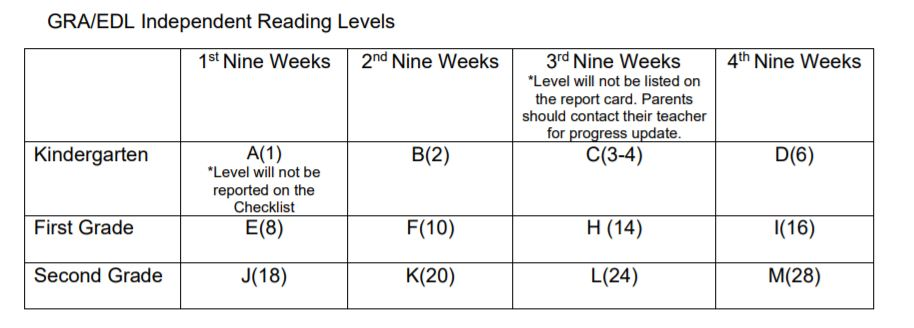 GRA/EDL Independent Reading Levels
1st Nine Weeks
2nd Nine Weeks
3rd Nine Weeks
*Level will not be listed on
the report card. Parents
should contact their teacher
for progress update.
4th Nine Weeks
Kindergarten
A(1)
*Level will not be
reported on the
Checklist
B(2)
C(3-4)
D(6)
First Grade
E(8)
F(10)
H (14)
I(16)
Second Grade
J(18)
K(20)
L(24)
M(28)